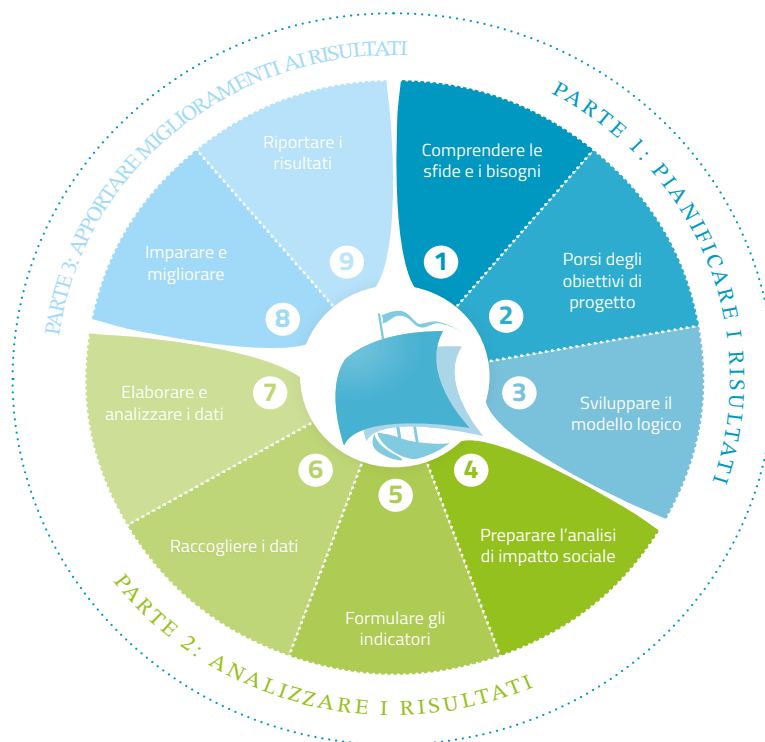 PARTE 1: PIANIFICARE I RISULTATI
Comprendere le
sfide e i bisogni
1
Porsi degli
obiettivi di
progetto
2
Sviluppare il
modello logico
3
PARTE 2: ANALIZZARE I RISULTATI
Preparare l'analisi
di impatto sociale
4
Formulare gli
indicatori
5
Raccogliere i dati
6
Elaborare e
analizzare i dati
7
PARTE 3: APPORTARE MIGLIORAMENTI AI RISULTATI
Imparare e
migliorare
8
Riportare i
risultati
9